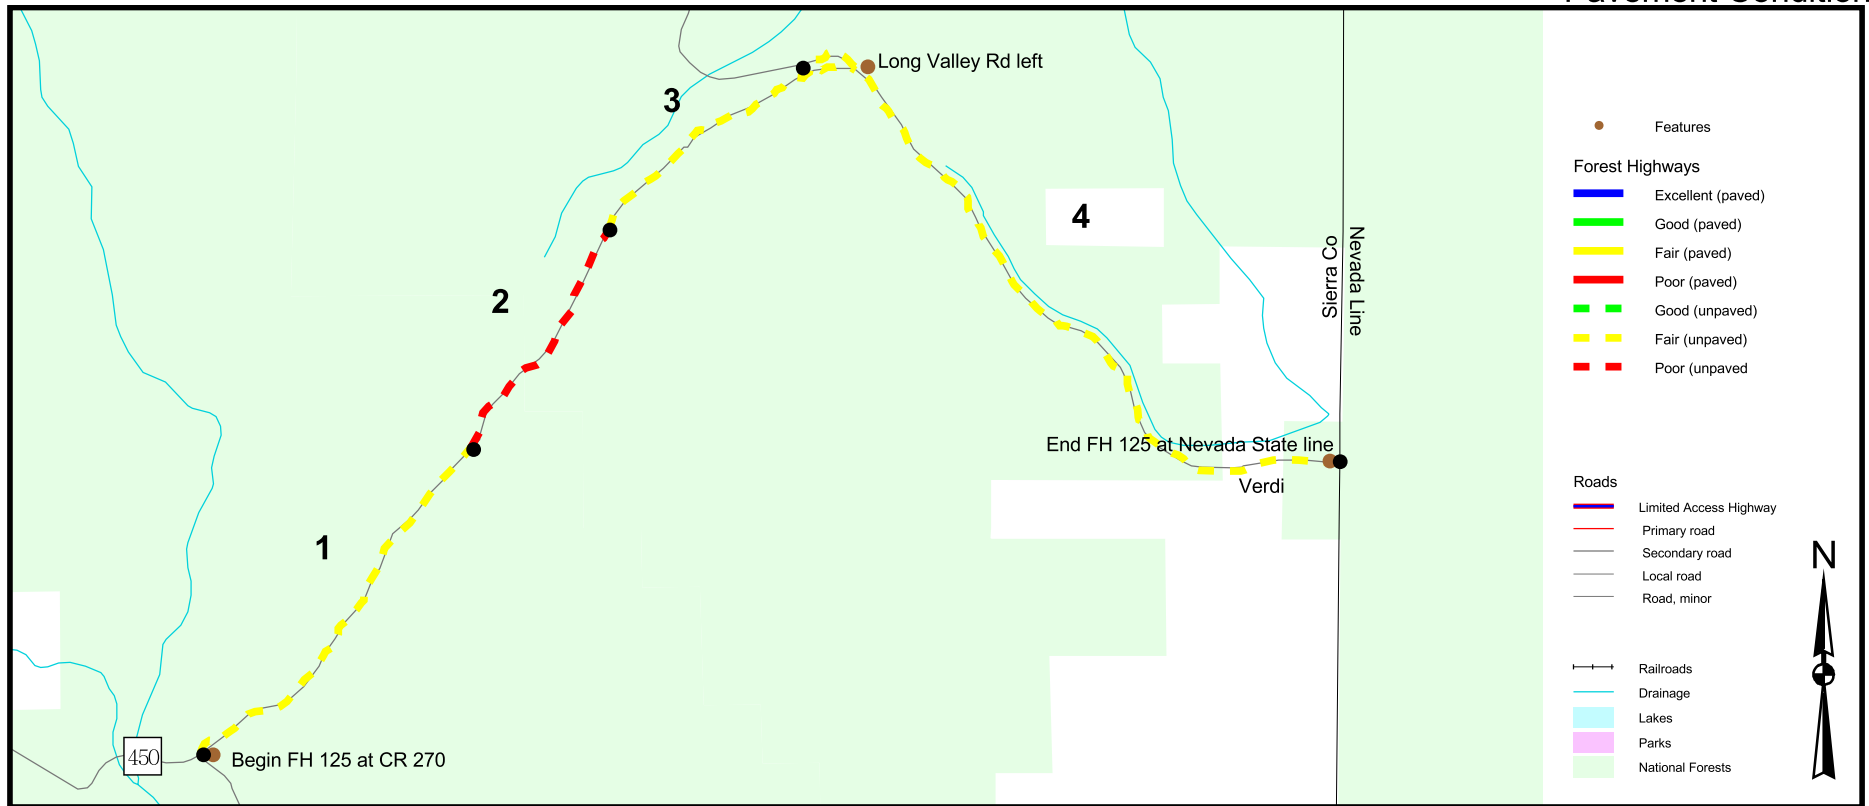 Pavement Condition
Long Valley Rd left
3
4
2
1
Sierra Co
Nevada Line
End FH 125 at Nevada State line
Verdi
450
Begin FH 125 at CR 270
Features
Forest Highways
Excellent (paved)
Good (paved)
Fair (paved)
Poor (paved)
Good (unpaved)
Fair (unpaved)
Poor (unpaved
Roads
Limited Access Highway
Primary road
Secondary road
Local road
Road, minor
N
Railroads
Drainage
Lakes
Parks
National Forests